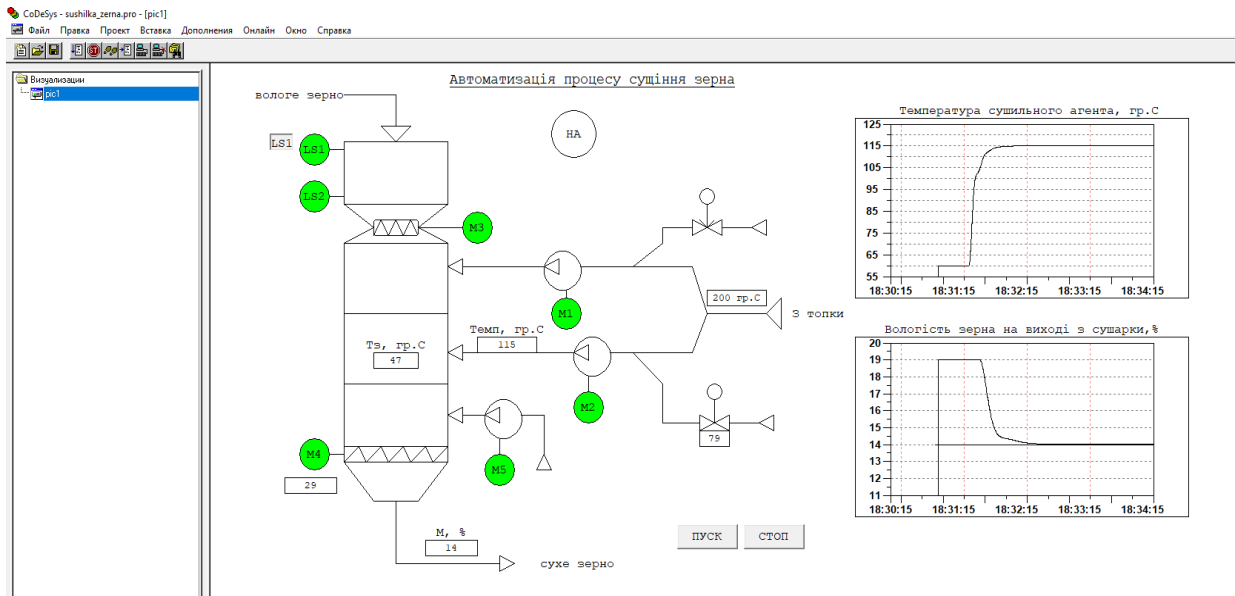 CoDeSys - sushilka_zerna.pro - [pic1]
Файл Правка Проект Вставка Дополнения Онлайн Окно Справка
Визуализации
pic1
Автоматизація процесу сущіння зерна
вологе зерно
НА
LS1
LS1
LS2
M3
M1
200 гр.С
З топки
Темп, гр.С
115
Тз, гр.С
47
M2
79
M4
M5
29
М, %
14
сухе зерно
ПУСК
СТОП
Температура сушильного агента, гр.С
125
115
105
95
85
75
65
55
18:30:15 18:31:15 18:32:15 18:33:15 18:34:15
Вологість зерна на виході з сушарки,%
20
19
18
17
16
15
14
13
12
11
18:30:15 18:31:15 18:32:15 18:33:15 18:34:15